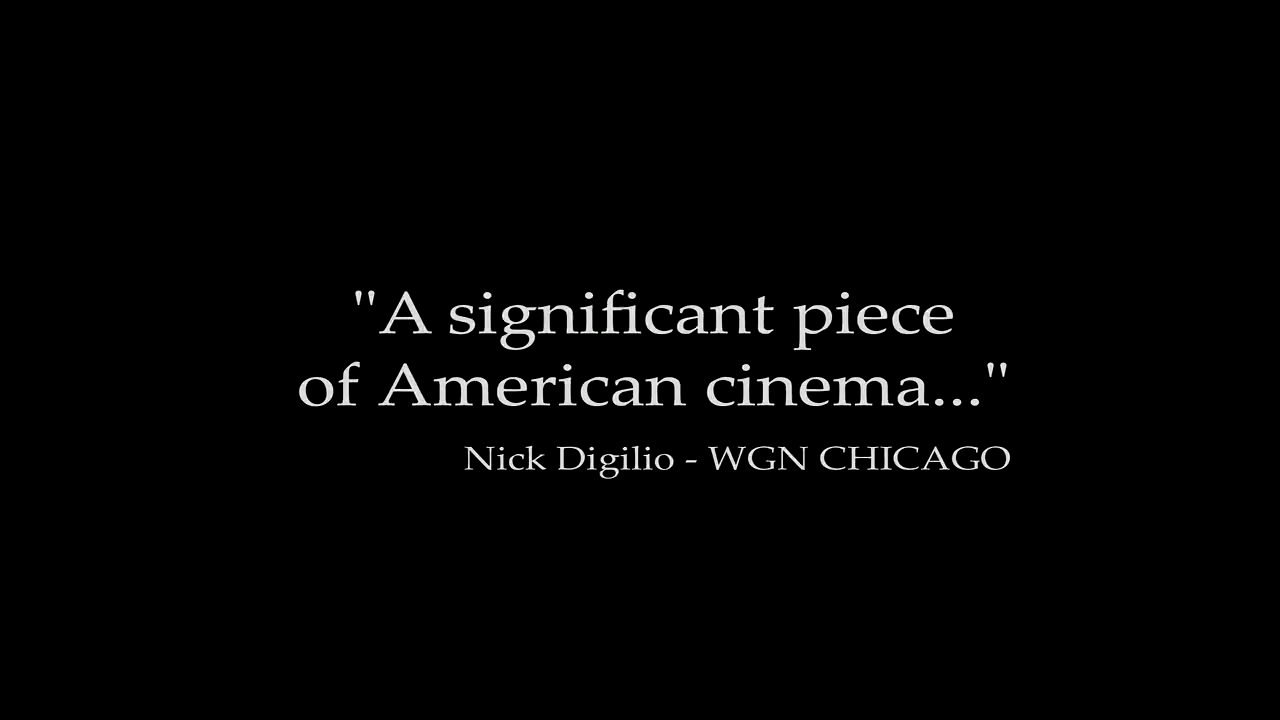 "A significant piece
of American cinema..."
Nick Digilio - WGN CHICAGO